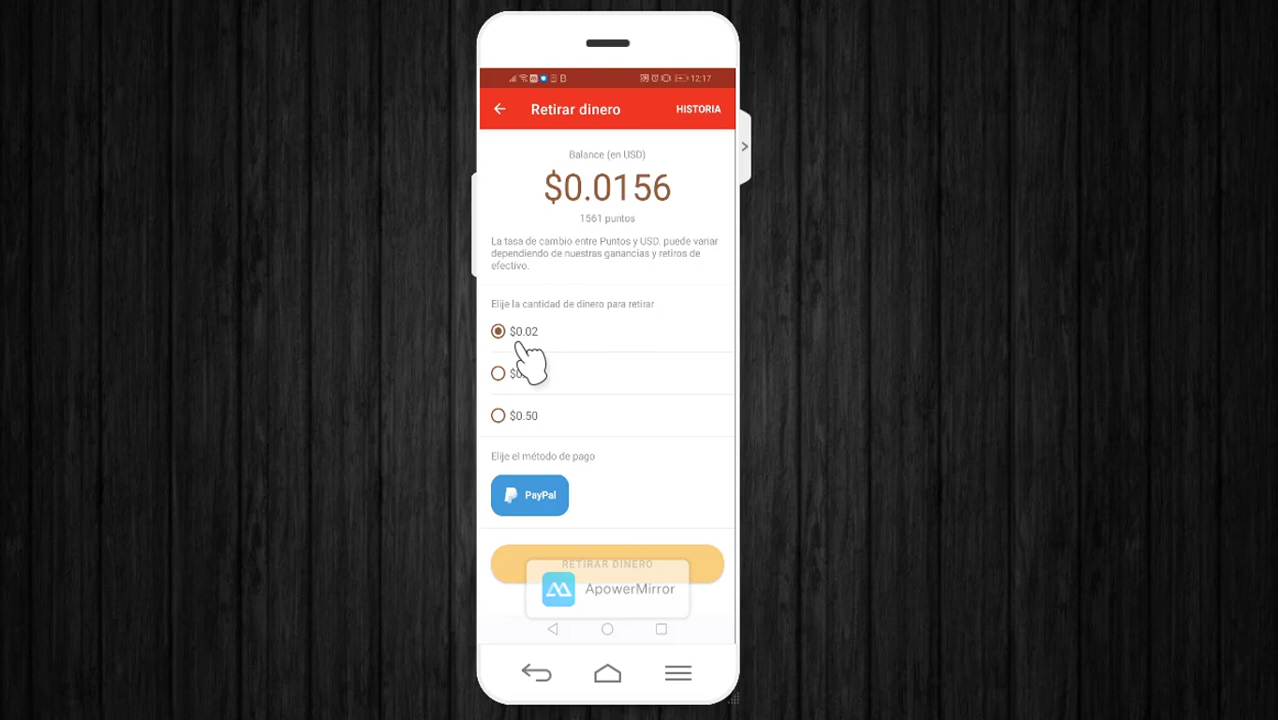 12:17
Retirar dinero
HISTORIA
Balance (en USD)
$0.0156
1561 puntos
La tasa de cambio entre Puntos y USD. puede variar
dependiendo de nuestras ganancias y retiros de
efectivo.
Elije la cantidad de dinero para retirar
$0.02
$0.50
Elije el método de pago
PayPal
RETIRAR DINERO
ApowerMirror